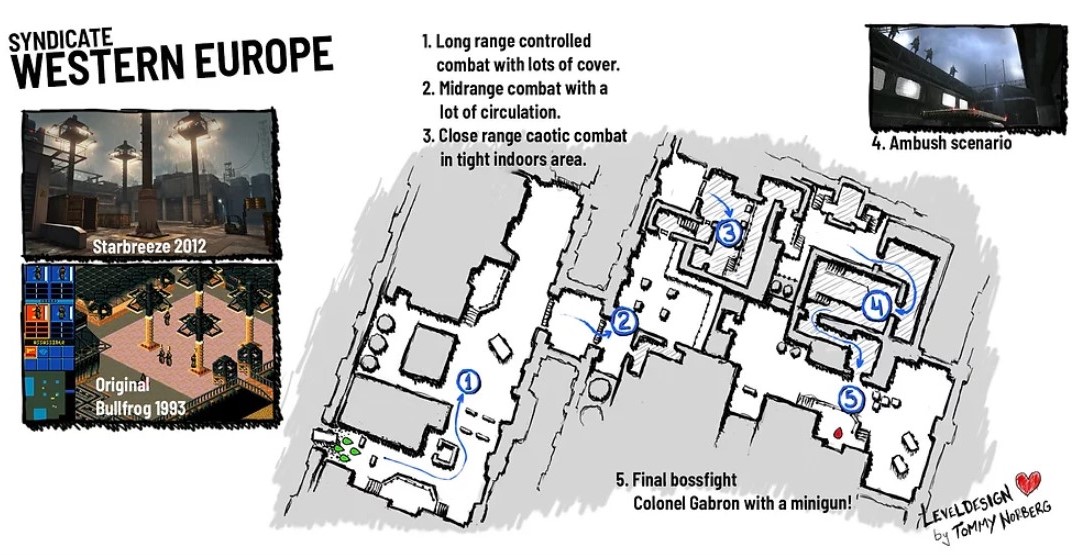 SYNDICATE
WESTERN EUROPE
Starbreeze 2012
Original
Bullfrog 1993
1. Long range controlled
combat with lots of cover.
2. Midrange combat with a
lot of circulation.
3. Close range caotic combat
in tight indoors area.
4. Ambush scenario
3
4
2
1
5
5. Final bossfight
Colonel Gabron with a minigun!
LEVELDESIGN
by TOMMY NORBERG